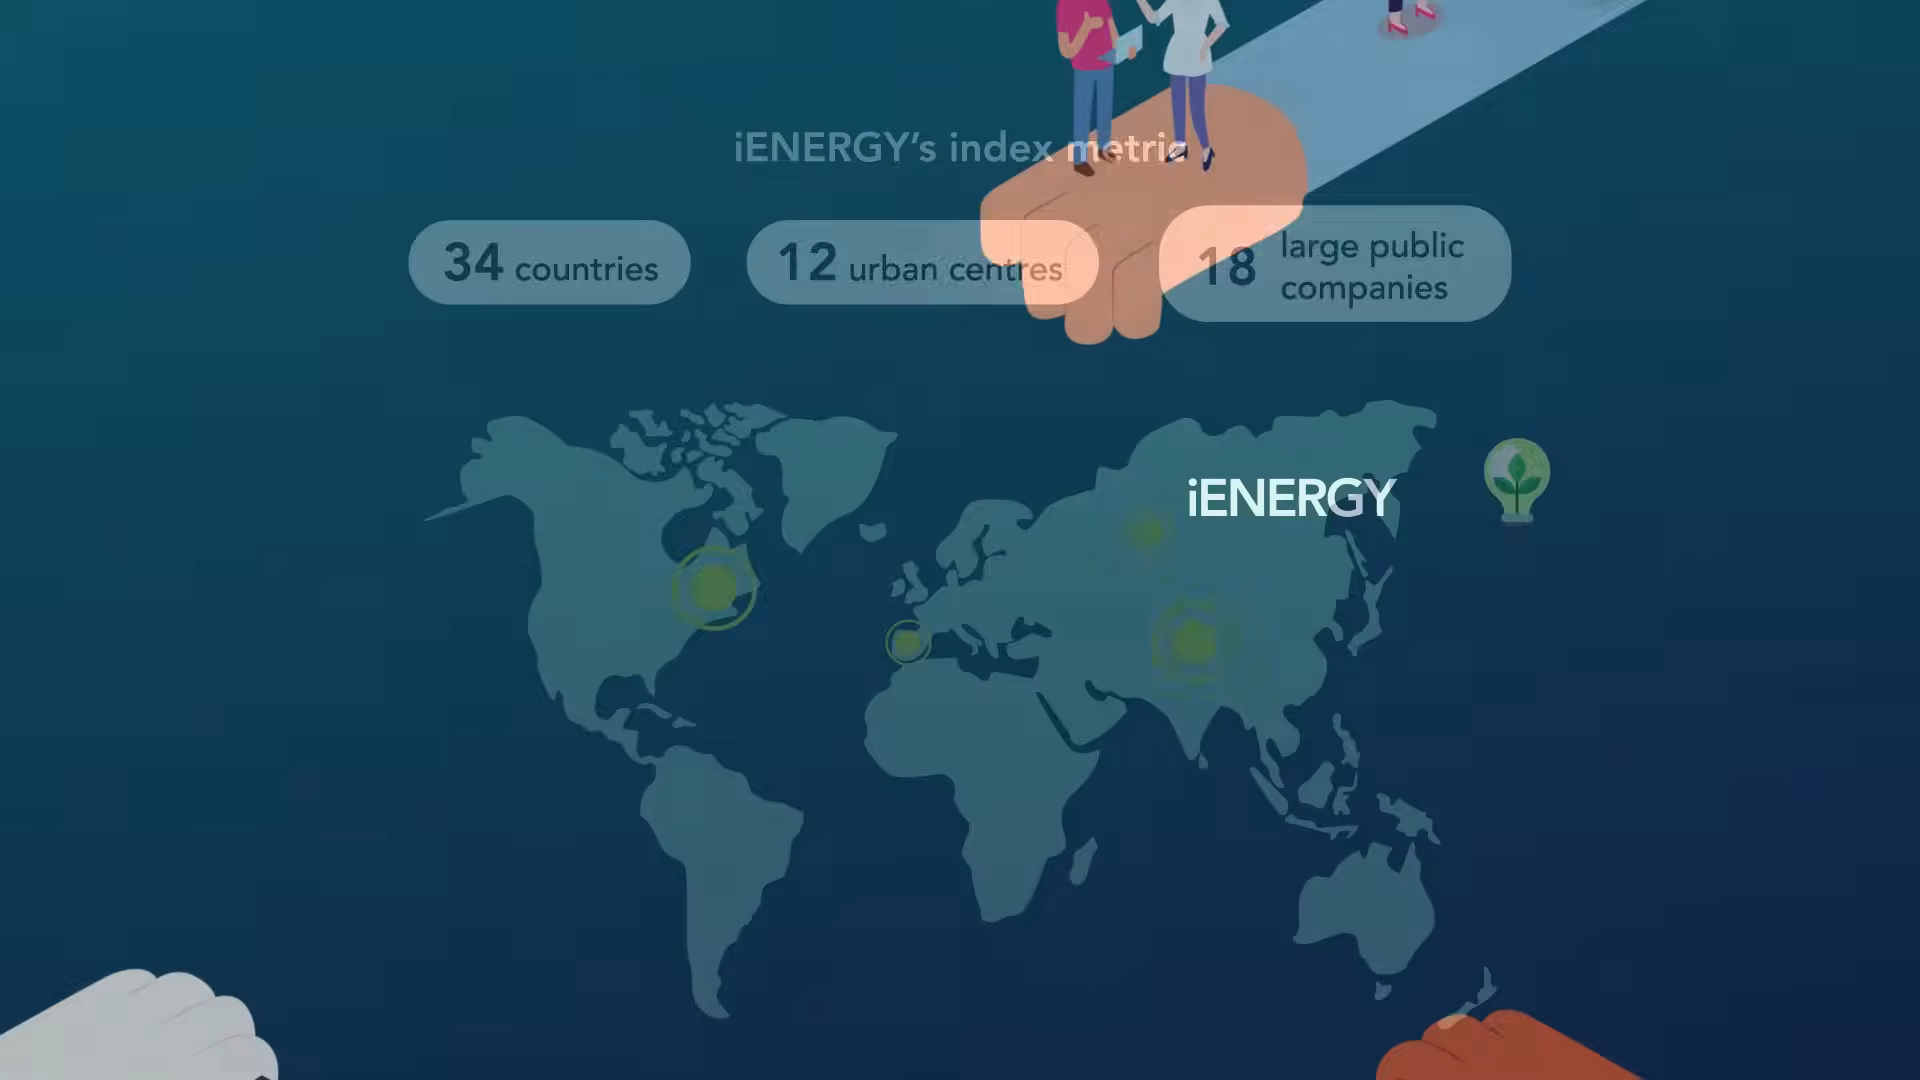 iENERGY’s index metric
34 countries
12 urban centres
18 large public
companies
iENERGY